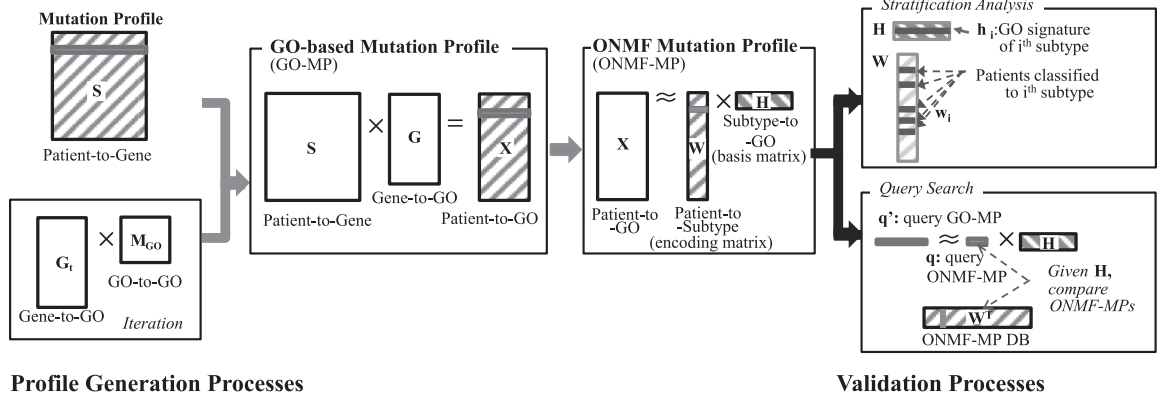 Mutation Profile
S
Patient-to-Gene
G_t
×
M_GO
GO-to-GO
Gene-to-GO
Iteration
GO-based Mutation Profile
(GO-MP)
S
×
G
=
X
Gene-to-GO
Patient-to-Gene
Patient-to-GO
ONMF Mutation Profile
(ONMF-MP)
X
≈
W
×
H
Subtype-to
-GO
(basis matrix)
Patient-to
-GO
Patient-to
-Subtype
(encoding matrix)
Stratification Analysis
H
h i:GO signature
of ith subtype
W
Patients classified
to ith subtype
w_i
Query Search
q’: query GO-MP
≈
×
H
q: query
ONMF-MP
Given H,
compare
ONMF-MPs
W^T
ONMF-MP DB
Profile Generation Processes
Validation Processes